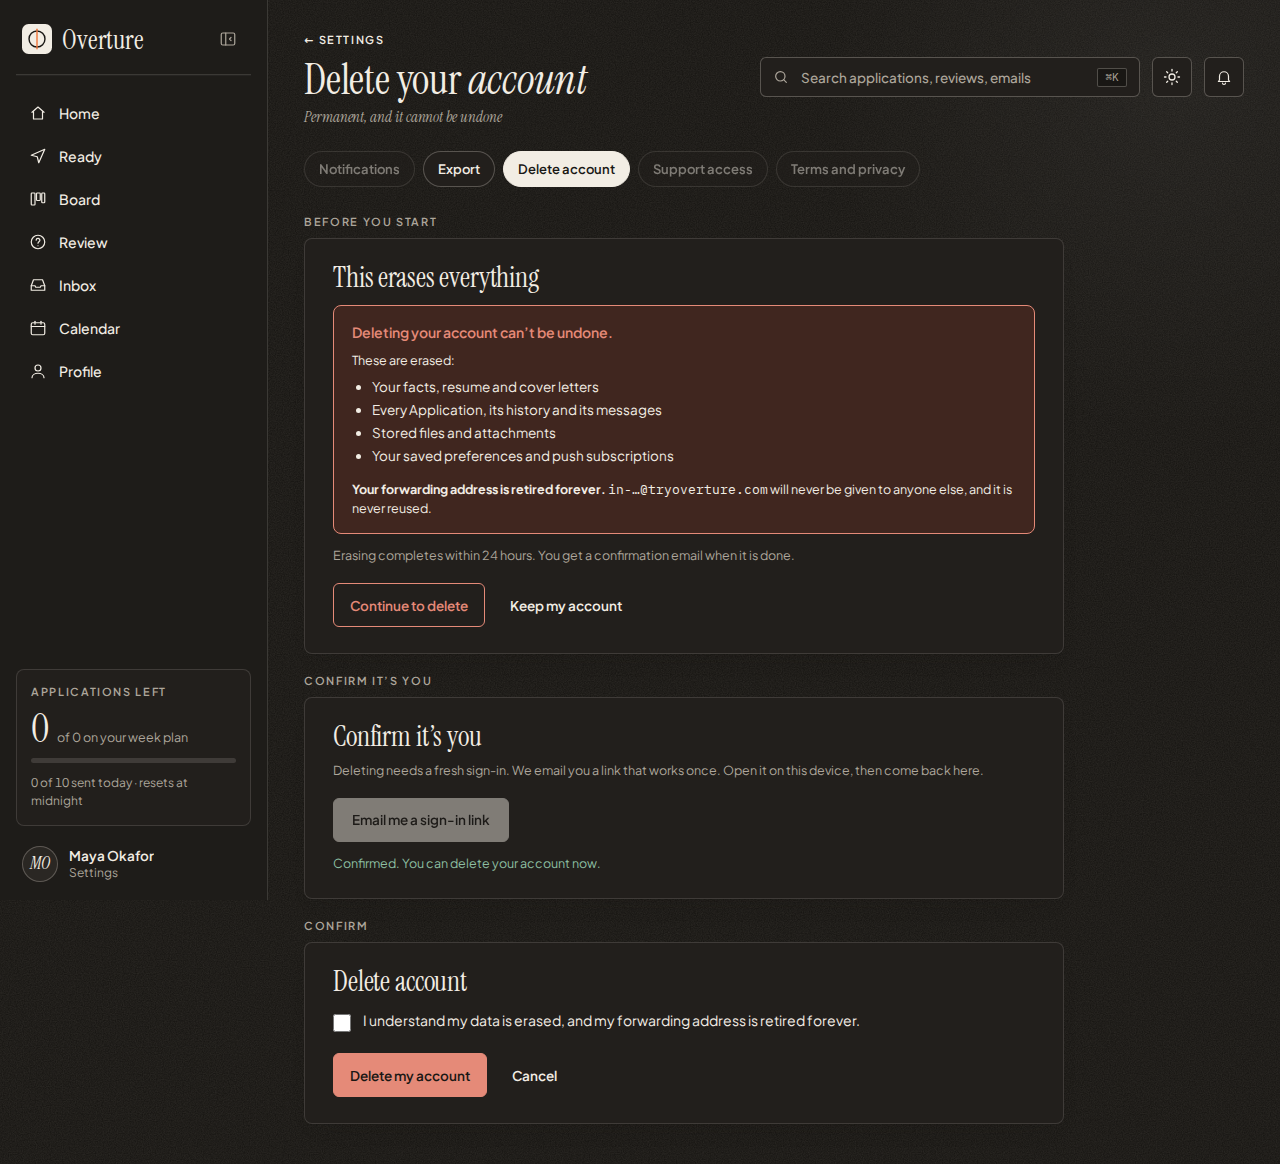 Overture
Home
Ready
Board
Review
Inbox
Calendar
Profile
APPLICATIONS LEFT
0 of 0 on your week plan
0 of 10 sent today · resets at
midnight
MO
Maya Okafor
Settings
← SETTINGS
Delete your account
Permanent, and it cannot be undone
Search applications, reviews, emails
⌘K
Notifications
Export
Delete account
Support access
Terms and privacy
BEFORE YOU START
This erases everything
Deleting your account can’t be undone.
These are erased:
• Your facts, resume and cover letters
• Every Application, its history and its messages
• Stored files and attachments
• Your saved preferences and push subscriptions
Your forwarding address is retired forever. in-…@tryoverture.com will never be given to anyone else, and it is
never reused.
Erasing completes within 24 hours. You get a confirmation email when it is done.
Continue to delete
Keep my account
CONFIRM IT’S YOU
Confirm it’s you
Deleting needs a fresh sign-in. We email you a link that works once. Open it on this device, then come back here.
Email me a sign-in link
Confirmed. You can delete your account now.
CONFIRM
Delete account
I understand my data is erased, and my forwarding address is retired forever.
Delete my account
Cancel